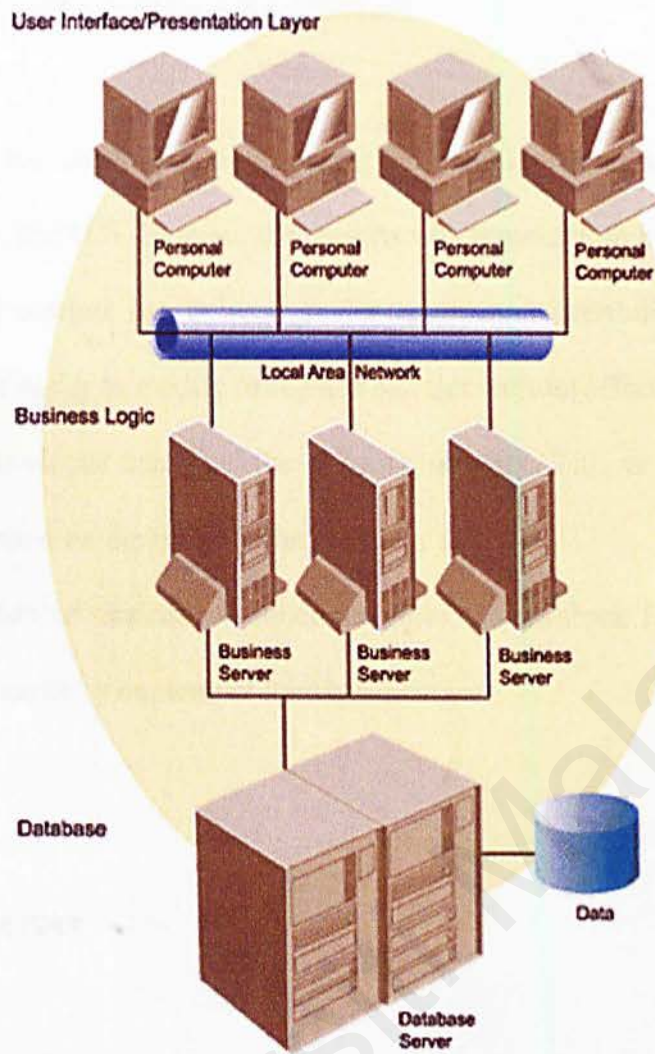 User Interface/Presentation Layer
Personal Computer
Personal Computer
Personal Computer
Personal Computer
Local Area Network
Business Logic
Business Server
Business Server
Business Server
Database
Data
Database Server